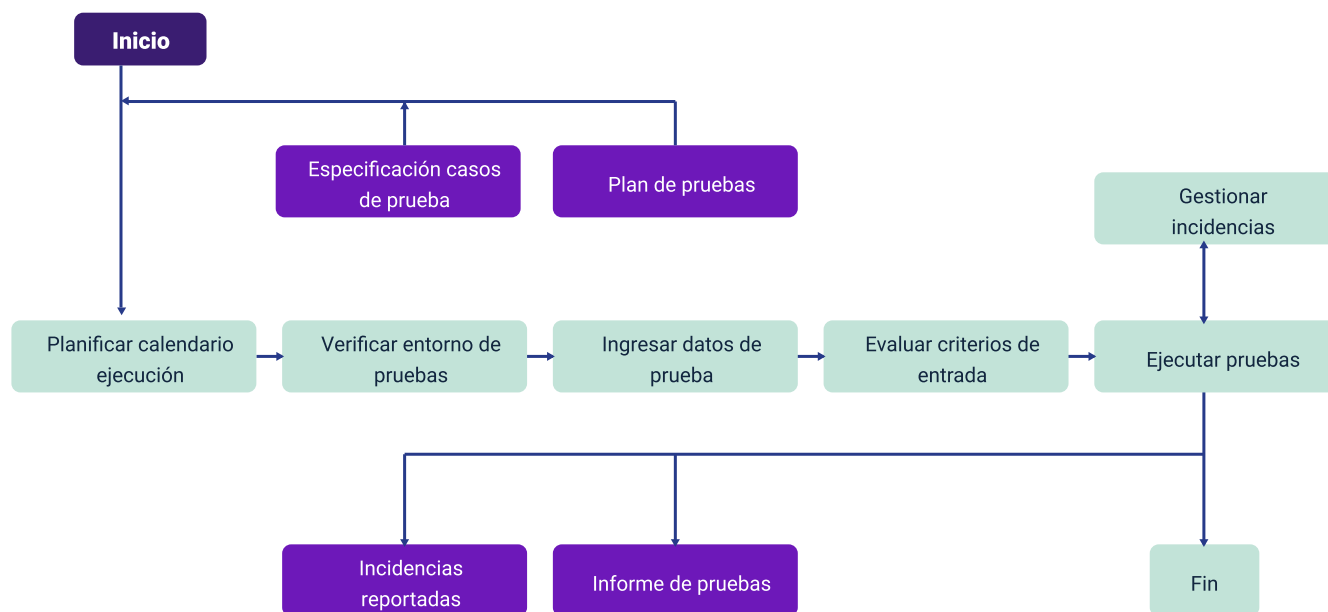 Inicio
Especificación casos
de prueba
Plan de pruebas
Gestionar
incidencias
Planificar calendario
ejecución
Verificar entorno de
pruebas
Ingresar datos de
prueba
Evaluar criterios de
entrada
Ejecutar pruebas
Incidencias
reportadas
Informe de pruebas
Fin